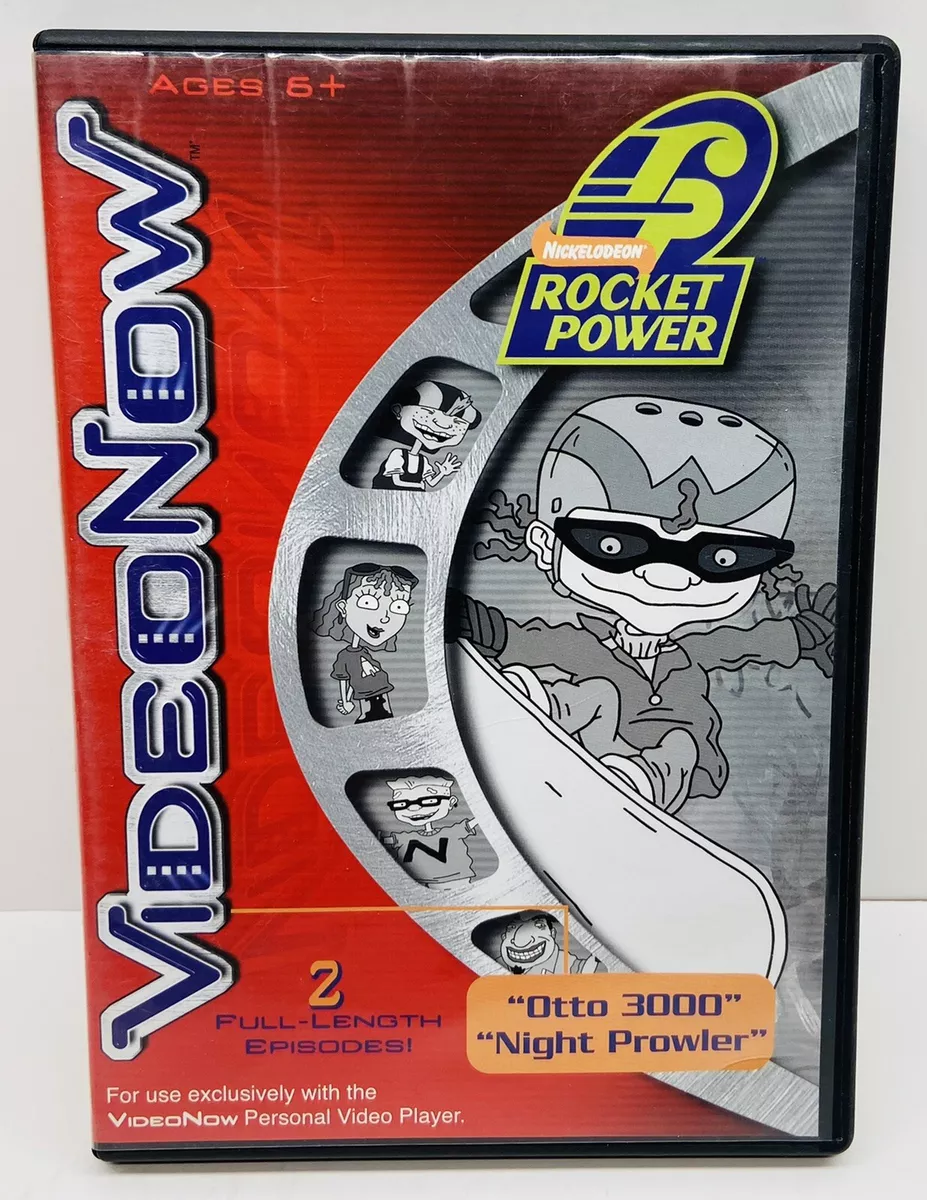 AGES 6+
VIDEONOW™
NICKELODEON
ROCKET
POWER
N
2
FULL-LENGTH
EPISODES!
"Otto 3000"
"Night Prowler"
For use exclusively with the
VIDEONOW Personal Video Player.